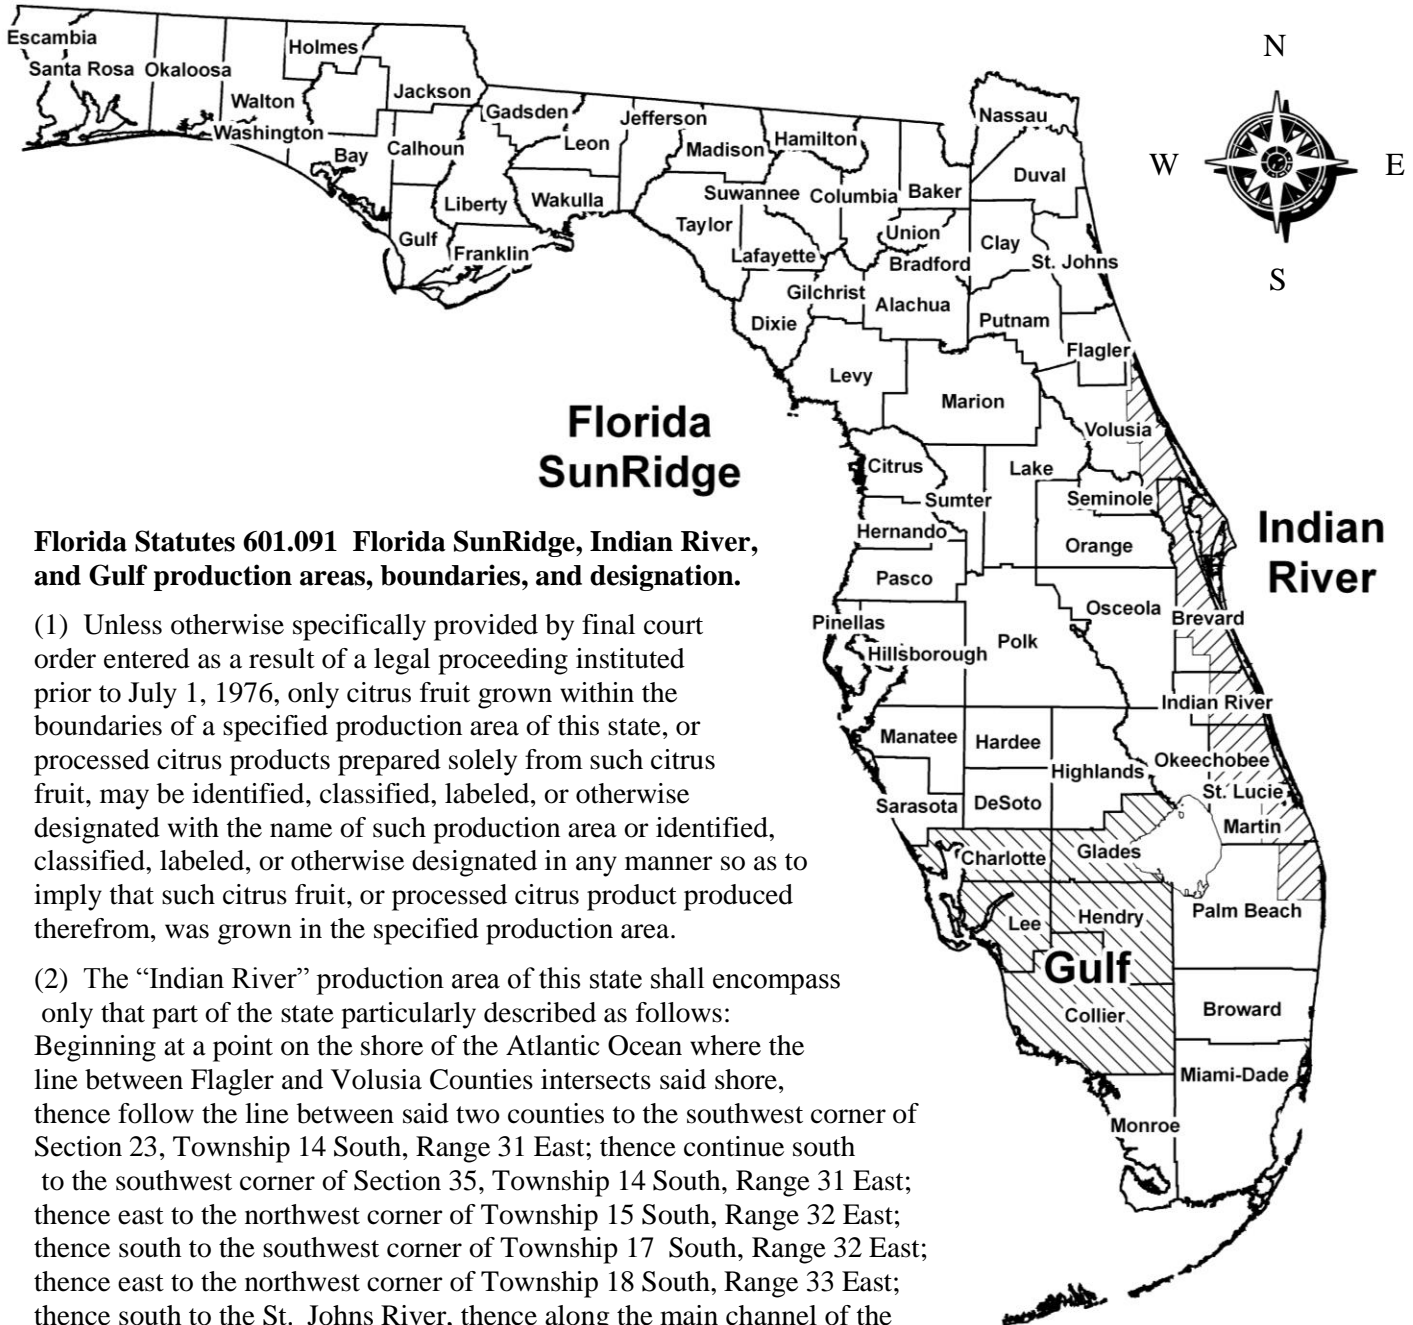 N
W
E
S
Escambia
Santa Rosa
Okaloosa
Holmes
Walton
Washington
Jackson
Bay
Calhoun
Gulf
Gadsden
Liberty
Franklin
Leon
Wakulla
Jefferson
Madison
Taylor
Hamilton
Suwannee
Lafayette
Columbia
Gilchrist
Dixie
Baker
Union
Bradford
Alachua
Nassau
Duval
Clay
St. Johns
Putnam
Flagler
Levy
Marion
Volusia
Citrus
Sumter
Lake
Seminole
Hernando
Orange
Pasco
Osceola
Brevard
Pinellas
Hillsborough
Polk
Indian River
Manatee
Hardee
Highlands
Okeechobee
St. Lucie
Sarasota
DeSoto
Martin
Charlotte
Glades
Lee
Hendry
Palm Beach
Collier
Broward
Miami-Dade
Monroe
Florida
SunRidge
Indian
River
Gulf
Florida Statutes 601.091 Florida SunRidge, Indian River,
and Gulf production areas, boundaries, and designation.
(1) Unless otherwise specifically provided by final court
order entered as a result of a legal proceeding instituted
prior to July 1, 1976, only citrus fruit grown within the
boundaries of a specified production area of this state, or
processed citrus products prepared solely from such citrus
fruit, may be identified, classified, labeled, or otherwise
designated with the name of such production area or identified,
classified, labeled, or otherwise designated in any manner so as to
imply that such citrus fruit, or processed citrus product produced
therefrom, was grown in the specified production area.
(2) The “Indian River” production area of this state shall encompass
only that part of the state particularly described as follows:
Beginning at a point on the shore of the Atlantic Ocean where the
line between Flagler and Volusia Counties intersects said shore,
thence follow the line between said two counties to the southwest corner of
Section 23, Township 14 South, Range 31 East; thence continue south
to the southwest corner of Section 35, Township 14 South, Range 31 East;
thence east to the northwest corner of Township 15 South, Range 32 East;
thence south to the southwest corner of Township 17 South, Range 32 East;
thence east to the northwest corner of Township 18 South, Range 33 East;
thence south to the St. Johns River, thence along the main channel of the